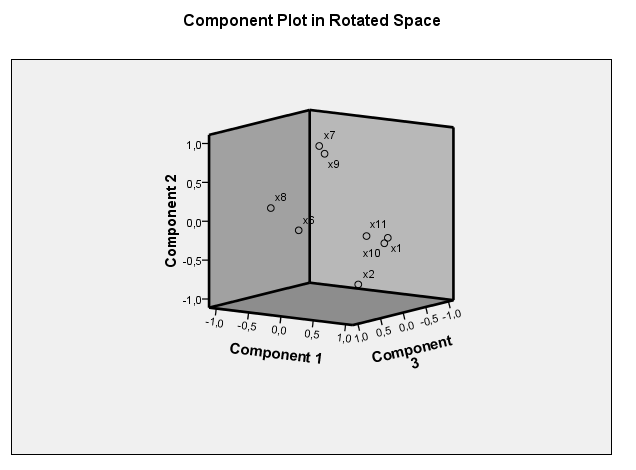 Component Plot in Rotated Space
x7
x9
x8
x6
x11
x10
x1
x2
Component 2
1,0
0,5
0,0
-0,5
-1,0
-1,0
-0,5
0,0
0,5
1,0
Component 1
1,0
0,5
0,0
-0,5
-1,0
Component
3